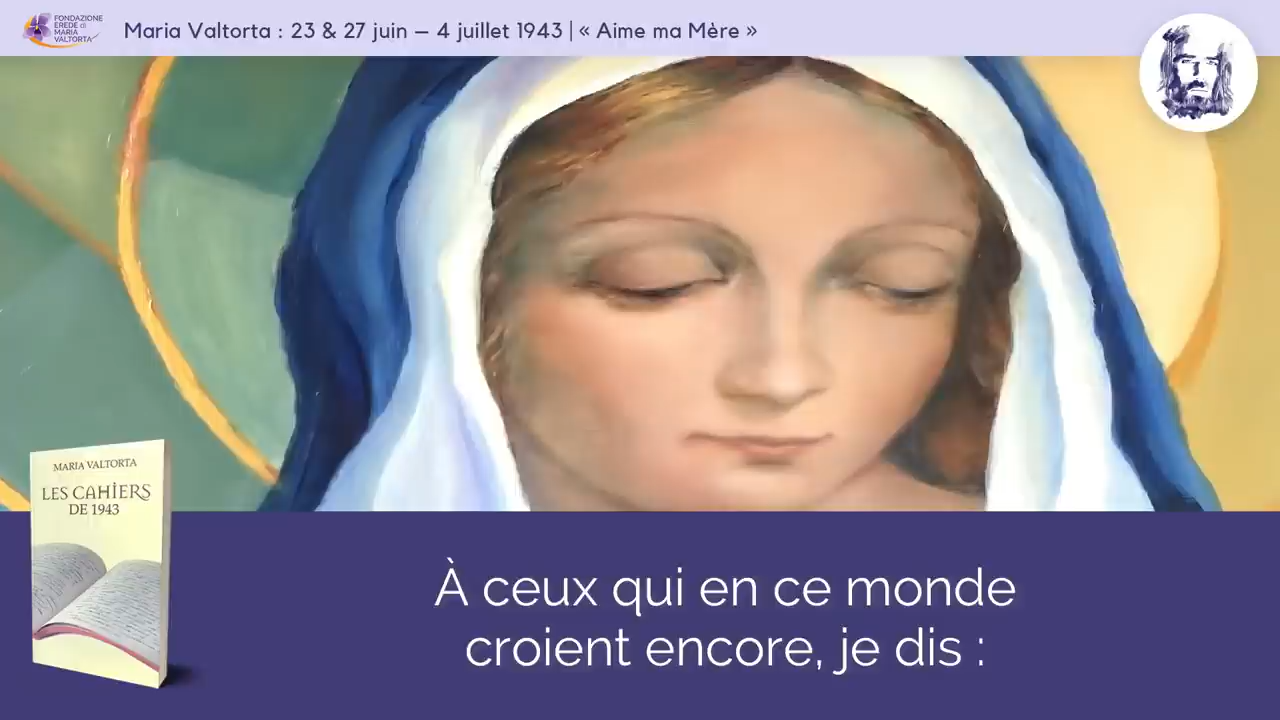 FONDAZIONE
EREDE di
MARIA
VALTORTA
Maria Valtorta : 23 & 27 juin – 4 juillet 1943 | « Aime ma Mère »
MARIA VALTORTA
LES CAHIERS
DE 1943
À ceux qui en ce monde
croient encore, je dis :